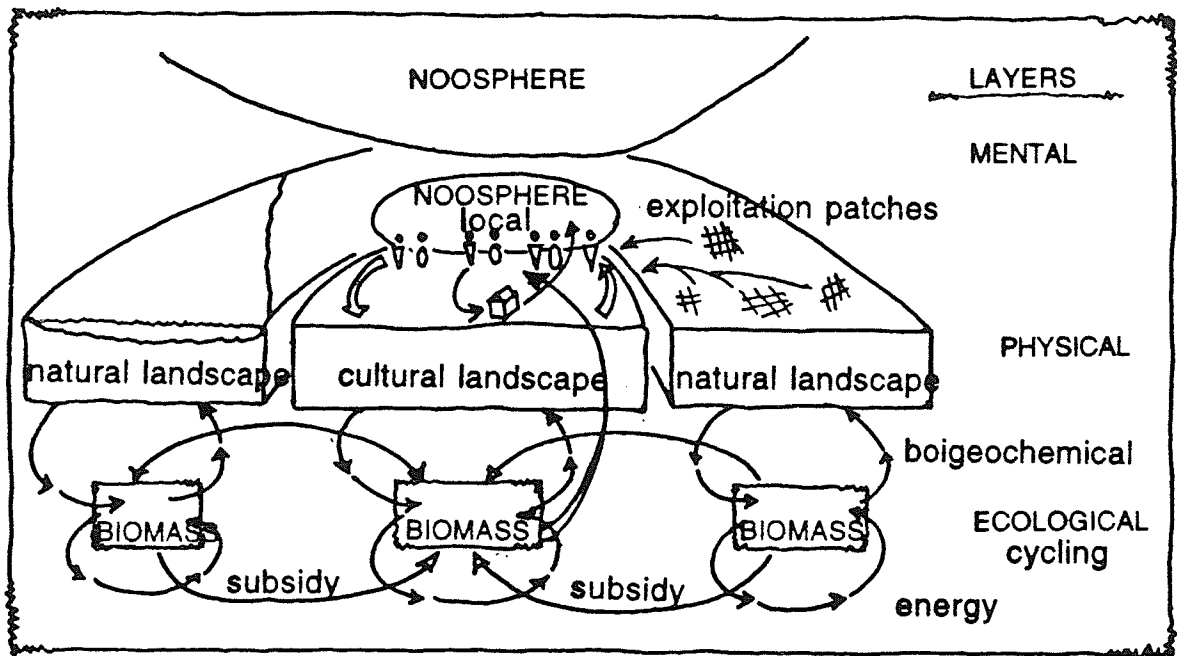 NOOSPHERE
LAYERS
MENTAL
NOOSPHERE
local
exploitation patches
PHYSICAL
natural landscape
cultural landscape
natural landscape
boigeochemical
BIOMASS
BIOMASS
BIOMASS
ECOLOGICAL
cycling
subsidy
subsidy
energy